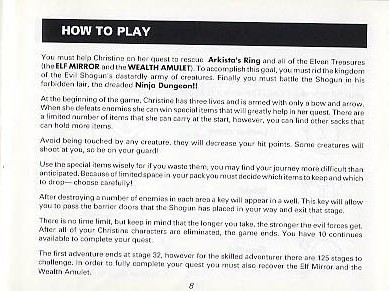 HOW TO PLAY
You must help Christine on her quest to rescue Arkista's Ring and all of the Elven Treasures
(the ELF MIRROR and the WEALTH AMULET). To accomplish this goal, you must rid the kingdom
of the Evil Shogun's dastardly army of creatures. Finally you must battle the Shogun in his
forbidden lair, the dreaded Ninja Dungeon!!
At the beginning of the game, Christine has three lives and is armed with only a bow and arrow.
When she defeats enemies she can win special items that will greatly help in her quest. There are
a limited number of items that she can carry at the start, however, you can find other sacks that
can hold more items.
Avoid being touched by any creature, they will decrease your hit points. Some creatures will
shoot at you, so be on your guard!
Use the special items wisely for if you waste them, you may find your journey more difficult than
anticipated. Because of limited space in your pack you must decide which items to keep and which
to drop— choose carefully!
After destroying a number of enemies in each area a key will appear in a well. This key will allow
you to pass the barrier doors that the Shogun has placed in your way and exit that stage.
There is no time limit, but keep in mind that the longer you take, the stronger the evil forces get.
After all of your Christine characters are eliminated, the game ends. You have 10 continues
available to complete your quest.
The first adventure ends at stage 32, however for the skilled adventurer there are 125 stages to
challenge. In order to fully complete your quest you must also recover the Elf Mirror and the
Wealth Amulet.
8